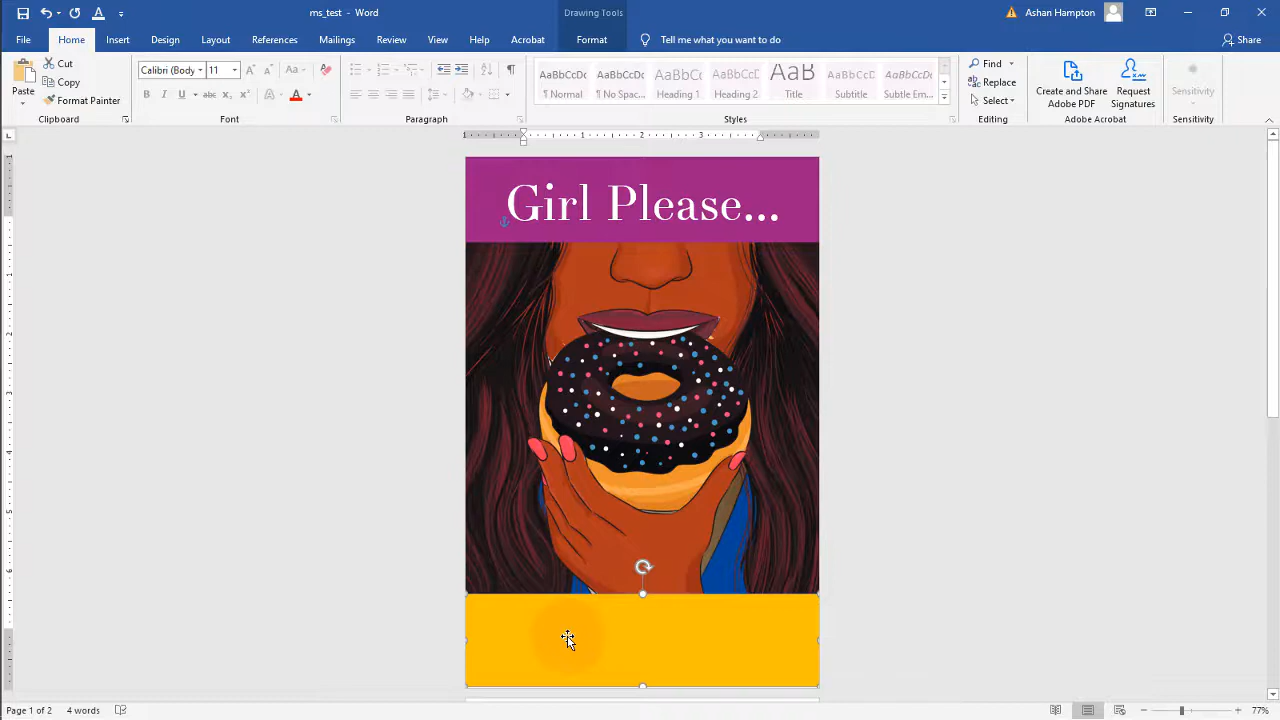 ms_test - Word
Drawing Tools
Ashan Hampton
File Home Insert Design Layout References Mailings Review View Help Acrobat Format Tell me what you want to do Share
Paste
Cut
Copy
Format Painter
Clipboard
Calibri (Body 11
Font
Paragraph
AaBbCcDc AaBbCcDc AaBbCc AaBbCcD AaB AaBbCcD AaBbCcDc
¶ Normal ¶ No Spac... Heading 1 Heading 2 Title Subtitle Subtle Em...
Styles
Find
Replace
Select
Editing
Create and Share Adobe PDF
Request Signatures
Adobe Acrobat
Sensitivity
Sensitivity
Girl Please...
Page 1 of 2 4 words
77%